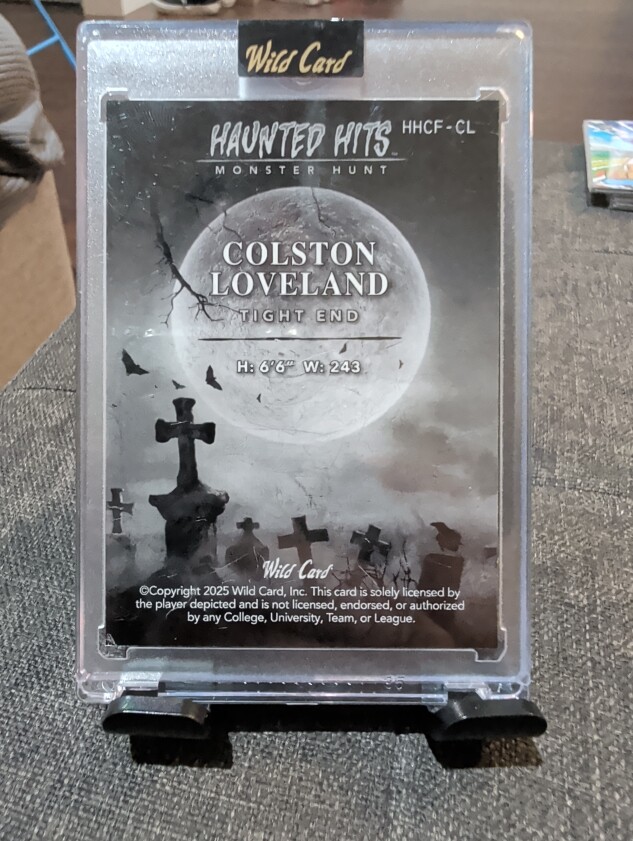 Wild Card
HAUNTED HITS HHCF-CL
MONSTER HUNT
COLSTON
LOVELAND
TIGHT END
H: 6'6" W: 243
Wild Card
©Copyright 2025 Wild Card, Inc. This card is solely licensed by
the player depicted and is not licensed, endorsed, or authorized
by any College, University, Team, or League.